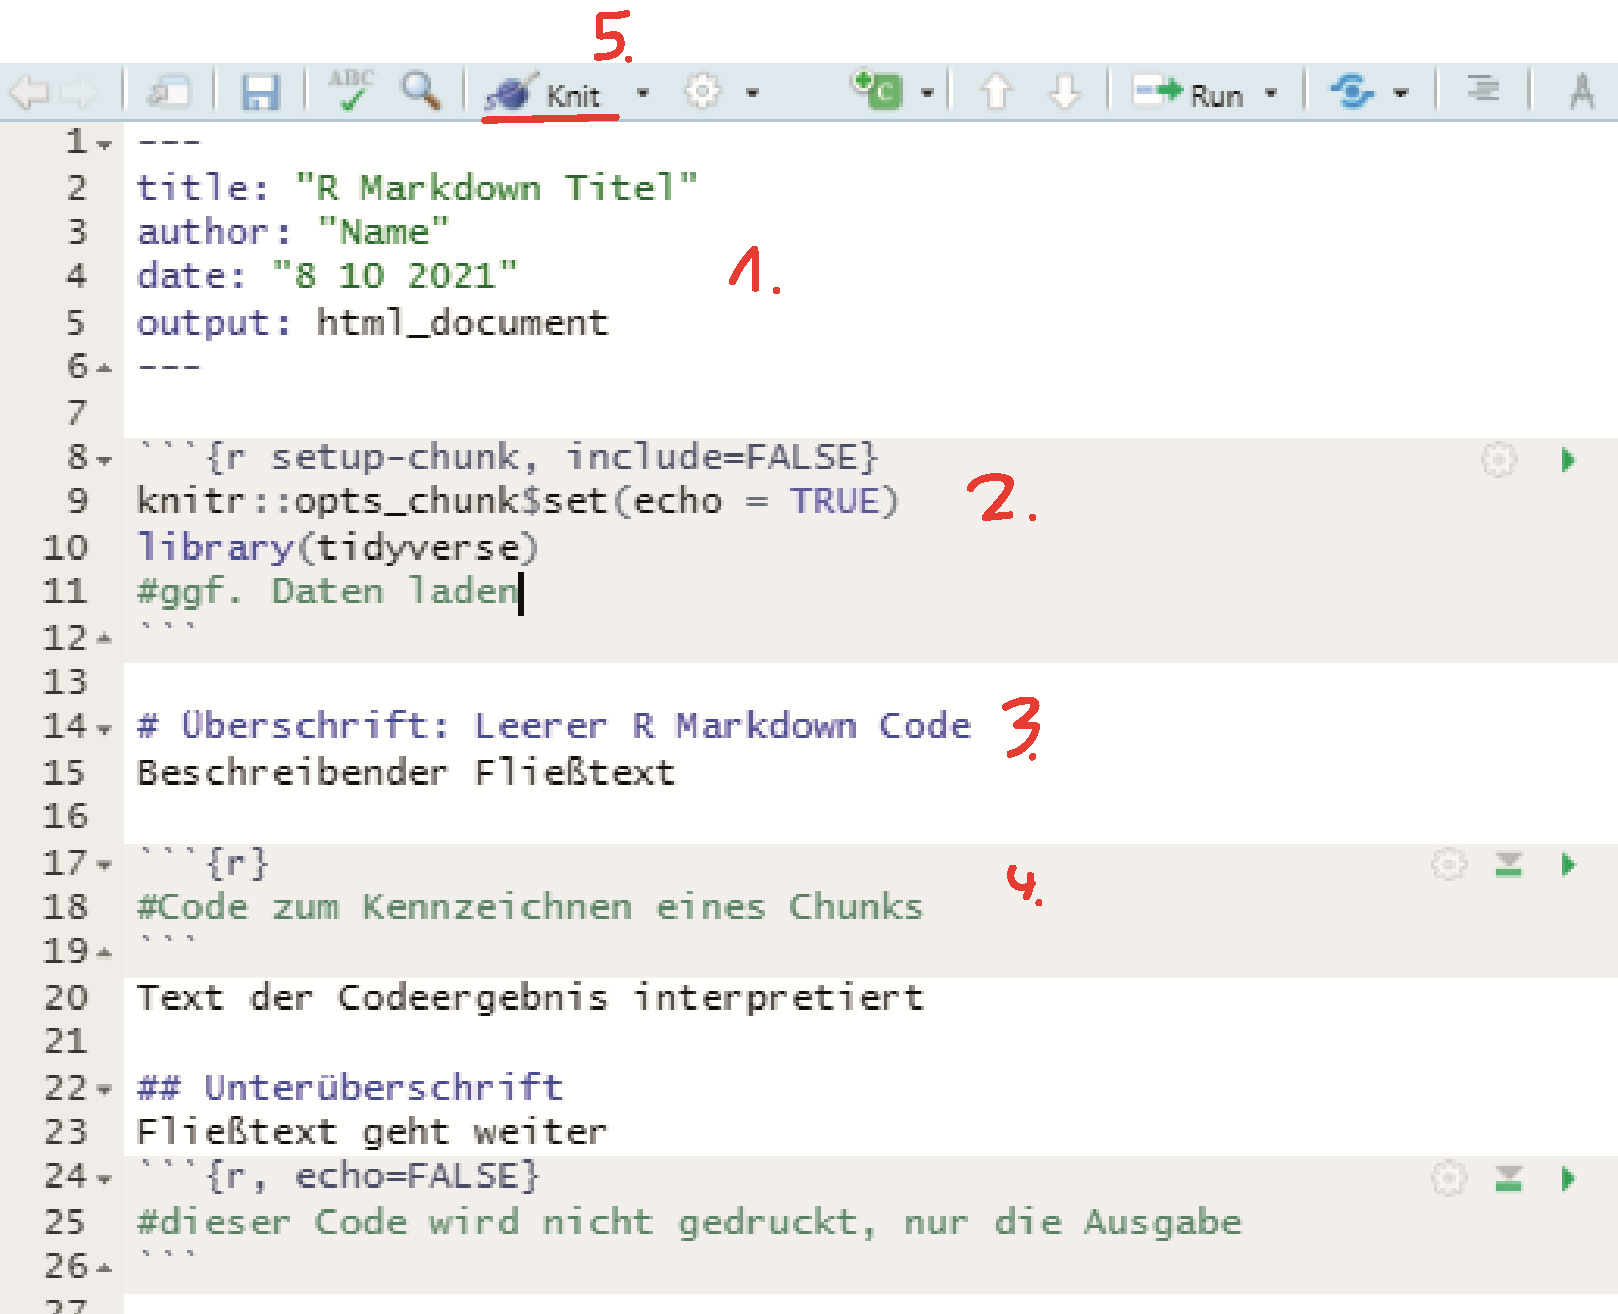 5.
ABC Knit C Run A
1 ---
2 title: "R Markdown Titel"
3 author: "Name"
4 date: "8 10 2021" 1.
5 output: html_document
6 ---
7
8 ```{r setup-chunk, include=FALSE}
9 knitr::opts_chunk$set(echo = TRUE) 2.
10 library(tidyverse)
11 #ggf. Daten laden
12 ```
13
14 # Überschrift: Leerer R Markdown Code 3.
15 Beschreibender Fließtext
16
17 ```{r}
18 #Code zum Kennzeichnen eines Chunks 4.
19 ```
20 Text der Codeergebnis interpretiert
21
22 ## Unterüberschrift
23 Fließtext geht weiter
24 ```{r, echo=FALSE}
25 #dieser Code wird nicht gedruckt, nur die Ausgabe
26 ```
27